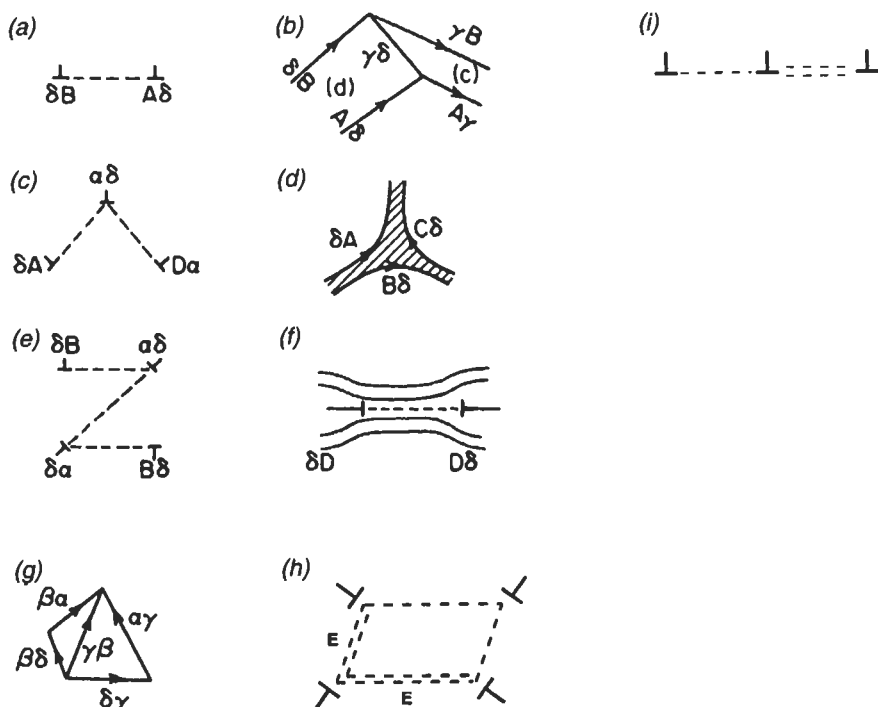 (a)
δB Aδ
(b)
δB γδ γB
(d) (c)
Aδ Aγ
(i)
(c)
αδ
δA Dα
(d)
δA Cδ
Bδ
(e)
δB αδ
δα Bδ
(f)
δD Dδ
(g)
βα αγ
βδ γβ
δγ
(h)
E
E